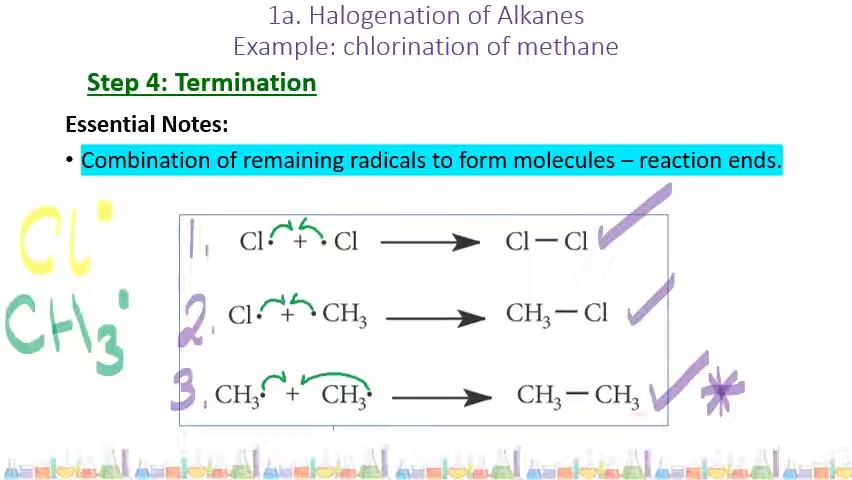 1a. Halogenation of Alkanes
Example: chlorination of methane
Step 4: Termination
Essential Notes:
• Combination of remaining radicals to form molecules – reaction ends.
Cl•
CH₃•
1. Cl• + •Cl ⟶ Cl — Cl ✓
2. Cl• + •CH₃ ⟶ CH₃ — Cl ✓
3. CH₃• + CH₃• ⟶ CH₃ — CH₃ ✓ *